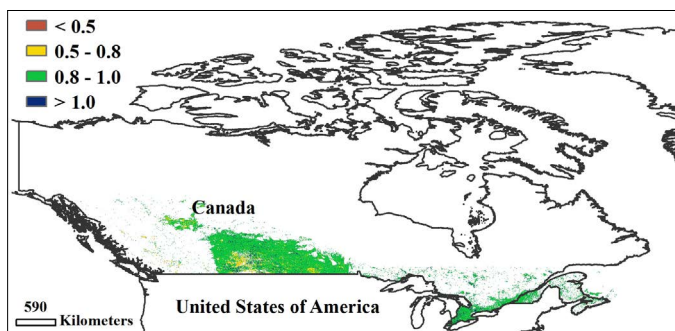 < 0.5
0.5 - 0.8
0.8 - 1.0
> 1.0
Canada
590
Kilometers
United States of America